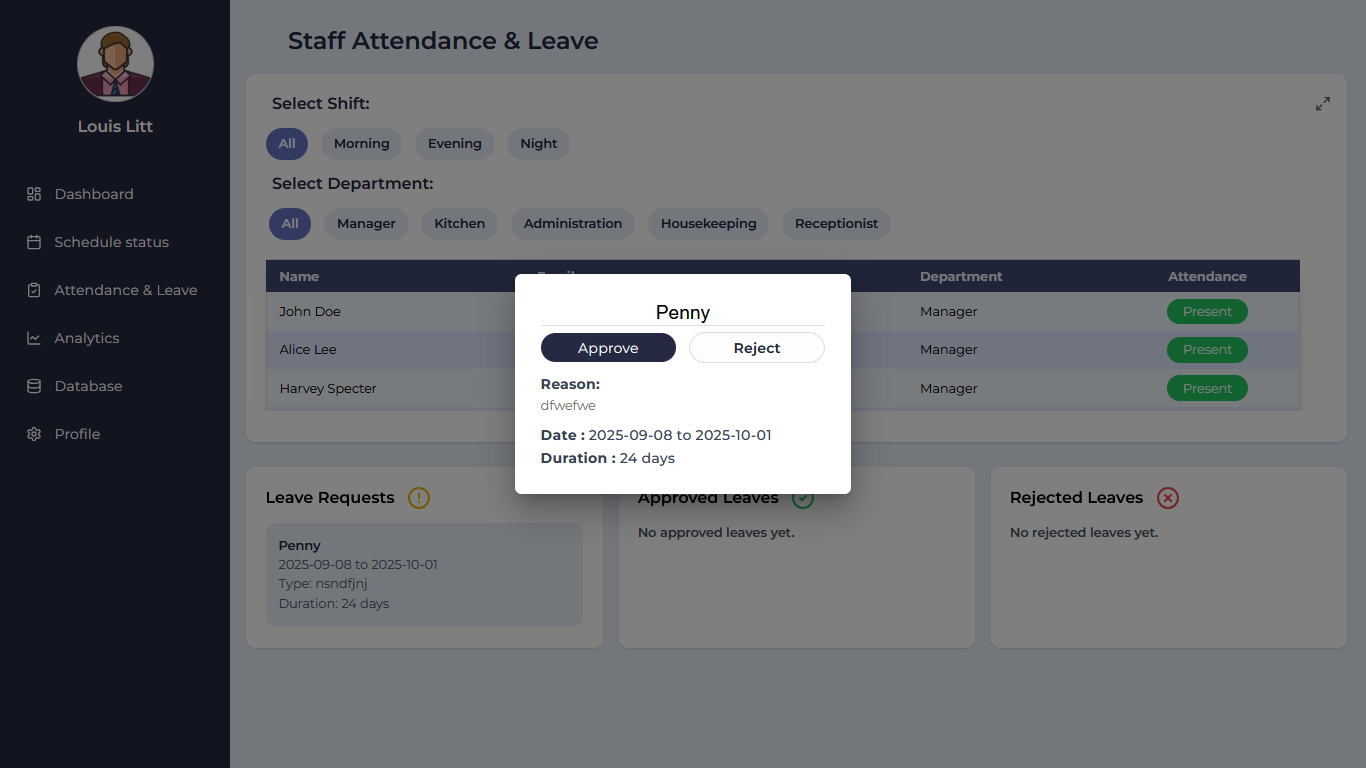 Louis Litt
Dashboard
Schedule status
Attendance & Leave
Analytics
Database
Profile
Staff Attendance & Leave
Select Shift:
All Morning Evening Night
Select Department:
All Manager Kitchen Administration Housekeeping Receptionist
Name Department Attendance
John Doe Manager Present
Alice Lee Manager Present
Harvey Specter Manager Present
Penny
Approve Reject
Reason:
dfwefwe
Date : 2025-09-08 to 2025-10-01
Duration : 24 days
Leave Requests
Penny
2025-09-08 to 2025-10-01
Type: nsndfjnj
Duration: 24 days
Approved Leaves
No approved leaves yet.
Rejected Leaves
No rejected leaves yet.